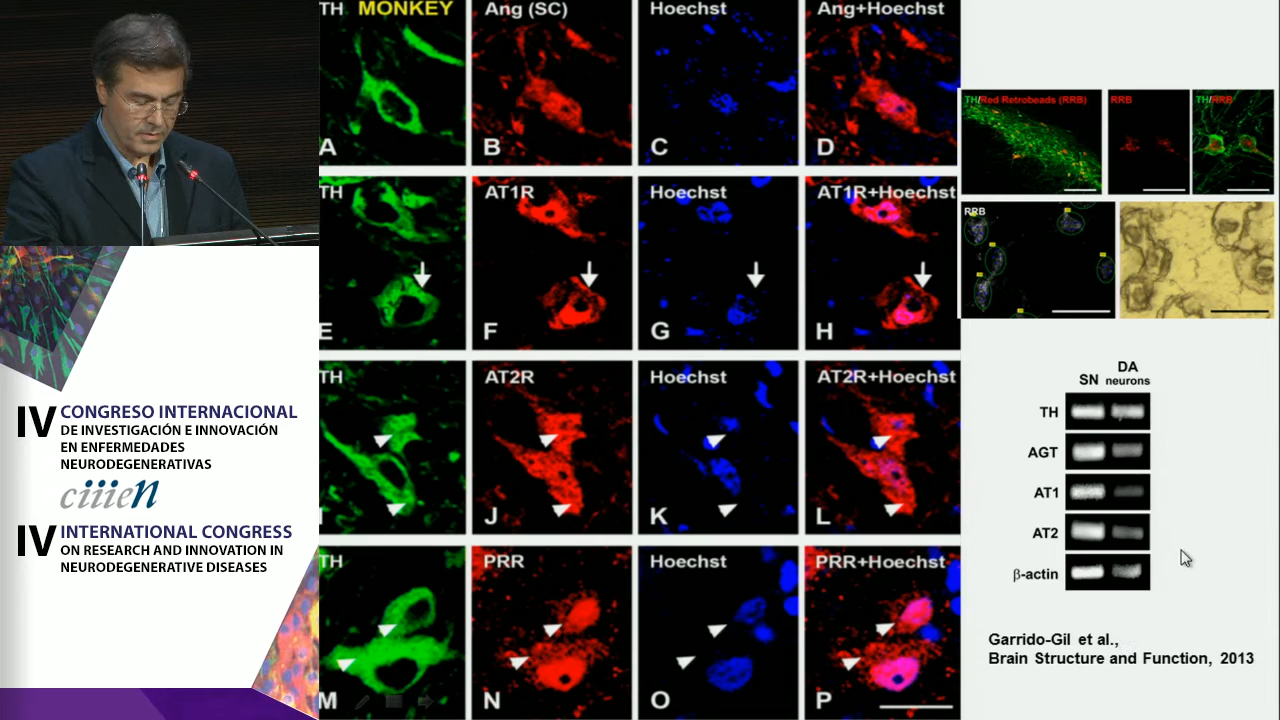 IV CONGRESO INTERNACIONAL
DE INVESTIGACIÓN E INNOVACIÓN
EN ENFERMEDADES
NEURODEGENERATIVAS
ciiien
IV INTERNATIONAL CONGRESS
ON RESEARCH AND INNOVATION IN
NEURODEGENERATIVE DISEASES
TH MONKEY
A
Ang (SC)
B
Hoechst
C
Ang+Hoechst
D
TH
E
AT1R
F
Hoechst
G
AT1R+Hoechst
H
TH
I
AT2R
J
Hoechst
K
AT2R+Hoechst
L
TH
M
PRR
N
Hoechst
O
PRR+Hoechst
P
TH/Red Retrobeads (RRB)
RRB
TH/RRB
RRB
SN DA neurons
TH
AGT
AT1
AT2
β-actin
Garrido-Gil et al.,
Brain Structure and Function, 2013